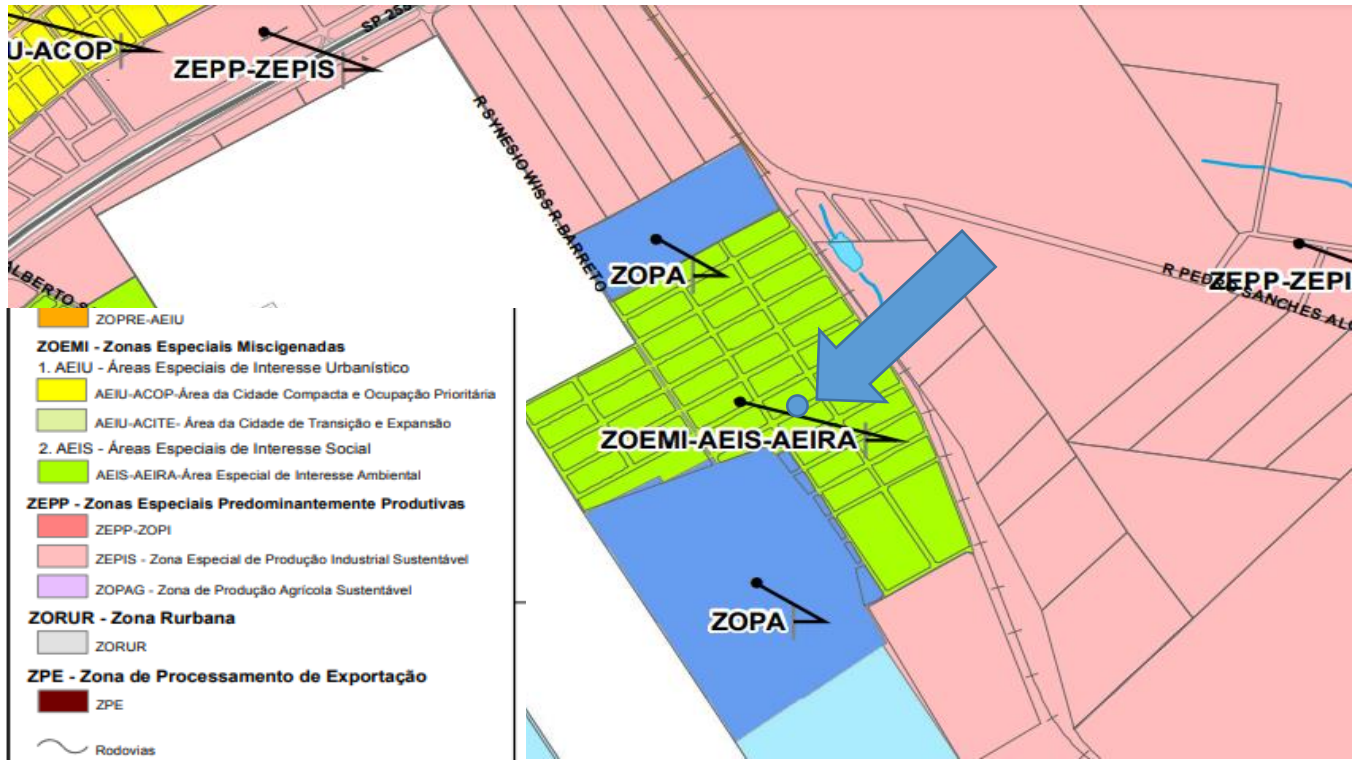 U-ACOP
ZEPP-ZEPIS
SP 255
R SYNESIO WISS R.BARRETO
ZOPA
R PEDRO SANCHES ALC
ZEPP-ZEPI
ALBERTO S
ZOEMI-AEIS-AEIRA
ZOPA
ZOPRE-AEIU
ZOEMI - Zonas Especiais Miscigenadas
1. AEIU - Áreas Especiais de Interesse Urbanístico
AEIU-ACOP-Área da Cidade Compacta e Ocupação Prioritária
AEIU-ACITE- Área da Cidade de Transição e Expansão
2. AEIS - Áreas Especiais de Interesse Social
AEIS-AEIRA-Área Especial de Interesse Ambiental
ZEPP - Zonas Especiais Predominantemente Produtivas
ZEPP-ZOPI
ZEPIS - Zona Especial de Produção Industrial Sustentável
ZOPAG - Zona de Produção Agrícola Sustentável
ZORUR - Zona Rurbana
ZORUR
ZPE - Zona de Processamento de Exportação
ZPE
Rodovias